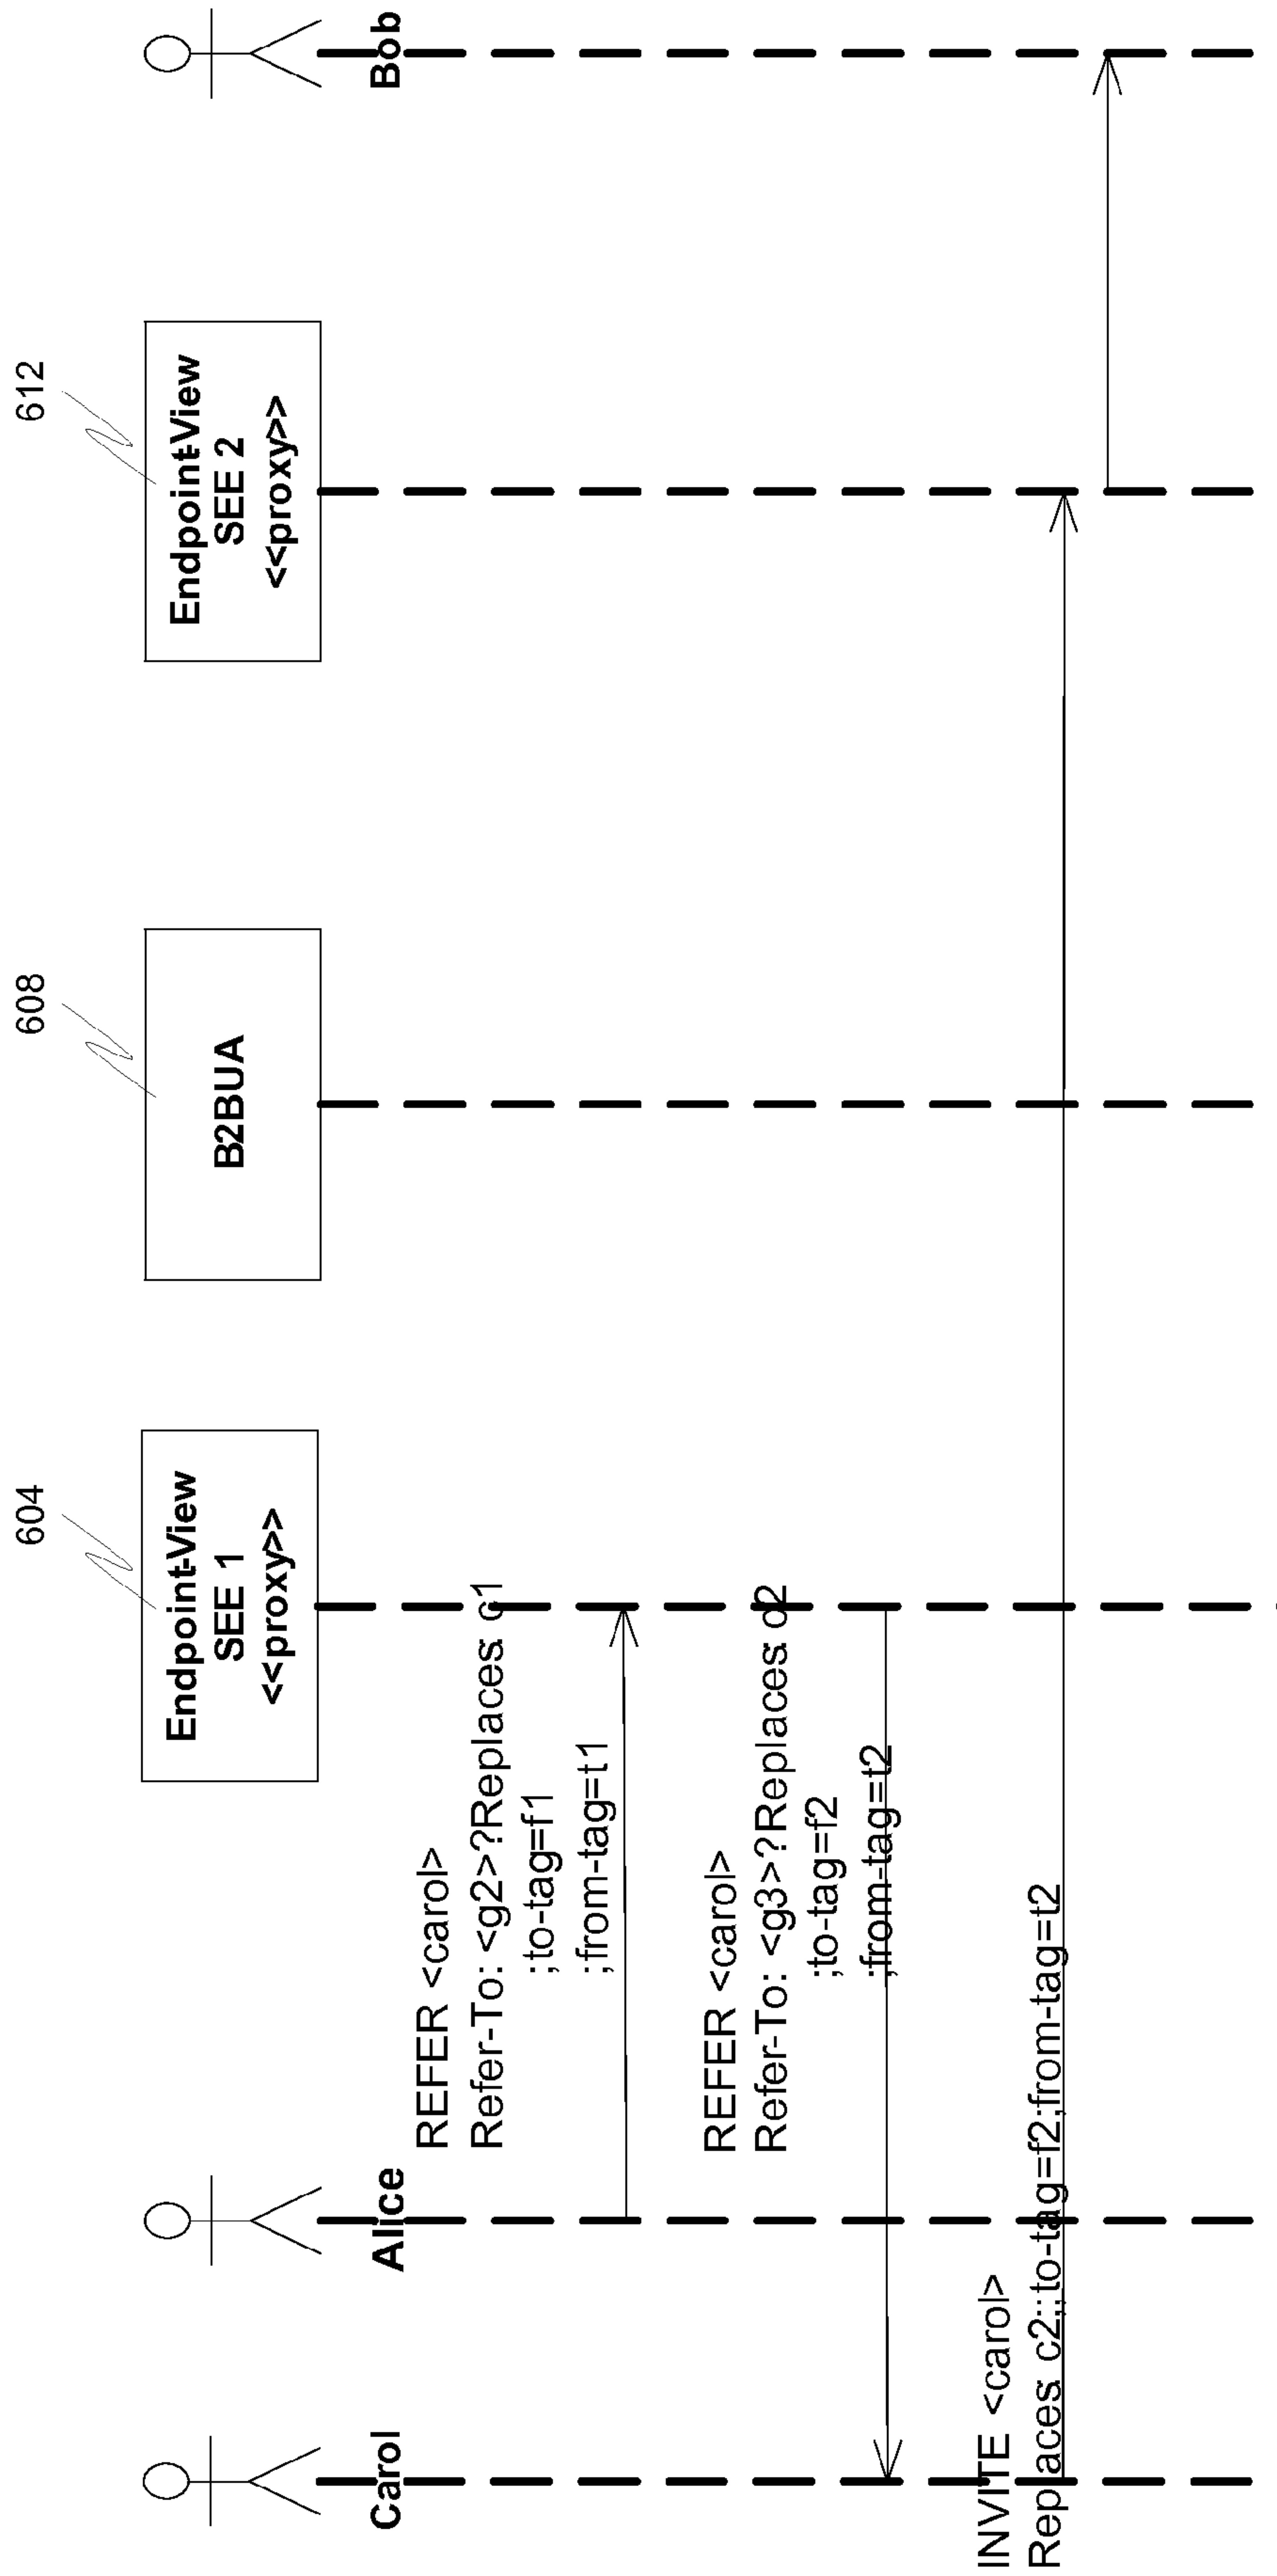 604
608
612
Endpoint-View
SEE 1
<<proxy>>
B2BUA
Endpoint-View
SEE 2
<<proxy>>
Carol
Alice
Bob
REFER <carol>
Refer-To: <g2>?Replaces: c1
;to-tag=f1
;from-tag=t1
REFER <carol>
Refer-To: <g3>?Replaces: c2
;to-tag=f2
;from-tag=t2
INVITE <carol>
Replaces: c2;;to-tag=f2;from-tag=t2